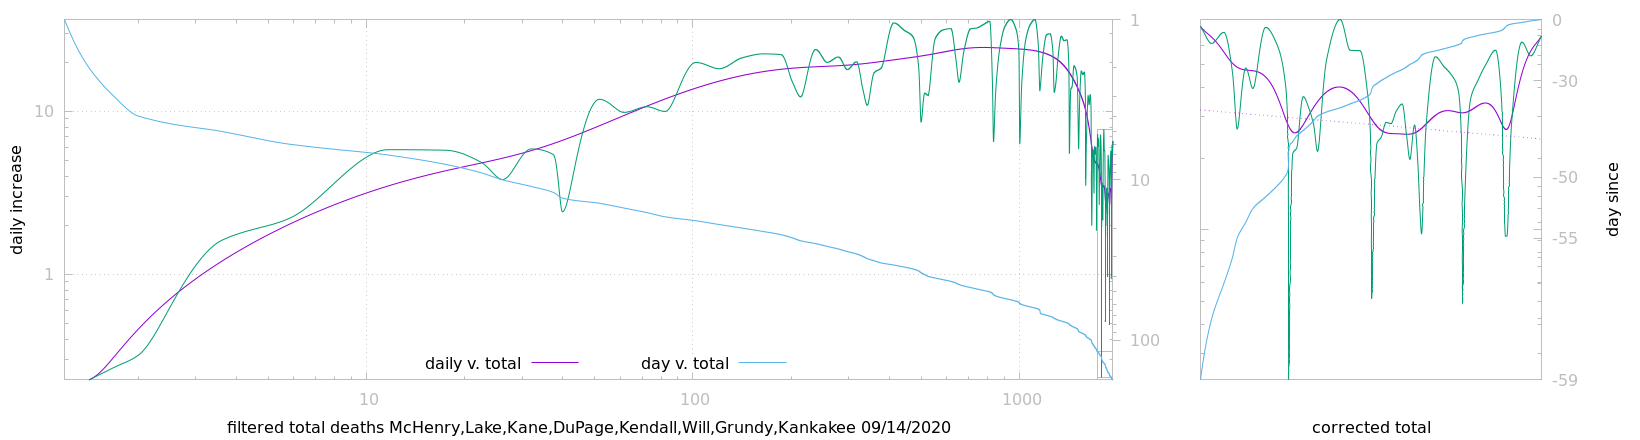 1
0
-30
10
daily increase
10
-50
day since
-55
1
daily v. total
day v. total
100
-59
10
100
1000
filtered total deaths McHenry,Lake,Kane,DuPage,Kendall,Will,Grundy,Kankakee 09/14/2020
corrected total